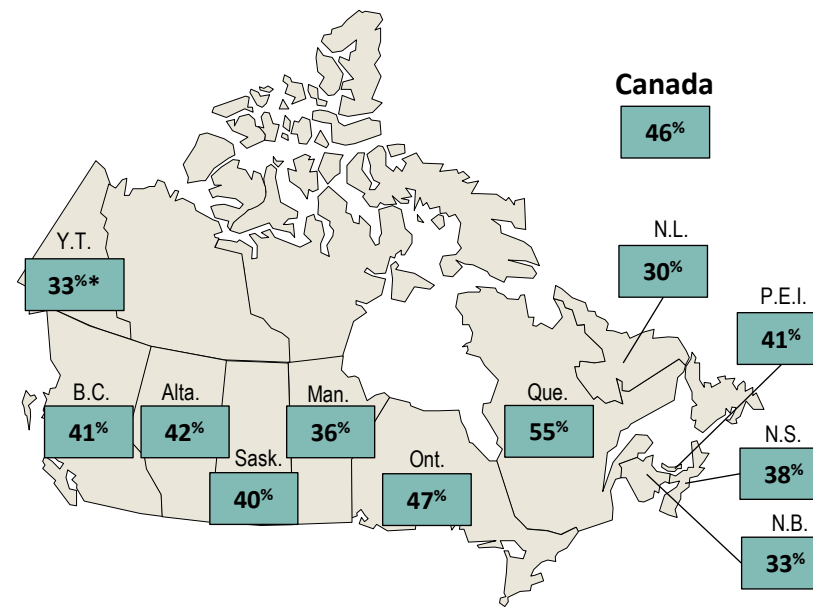 Canada
46%
Y.T.
33%*
N.L.
30%
P.E.I.
41%
B.C.
41%
Alta.
42%
Sask.
40%
Man.
36%
Ont.
47%
Que.
55%
N.S.
38%
N.B.
33%